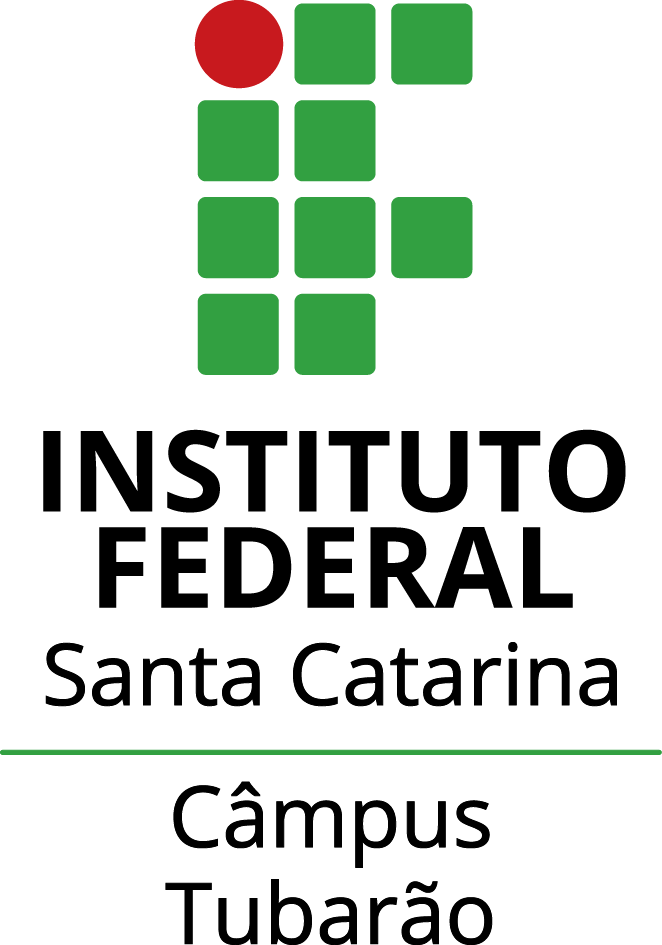 INSTITUTO
FEDERAL
Santa Catarina
Câmpus
Tubarão